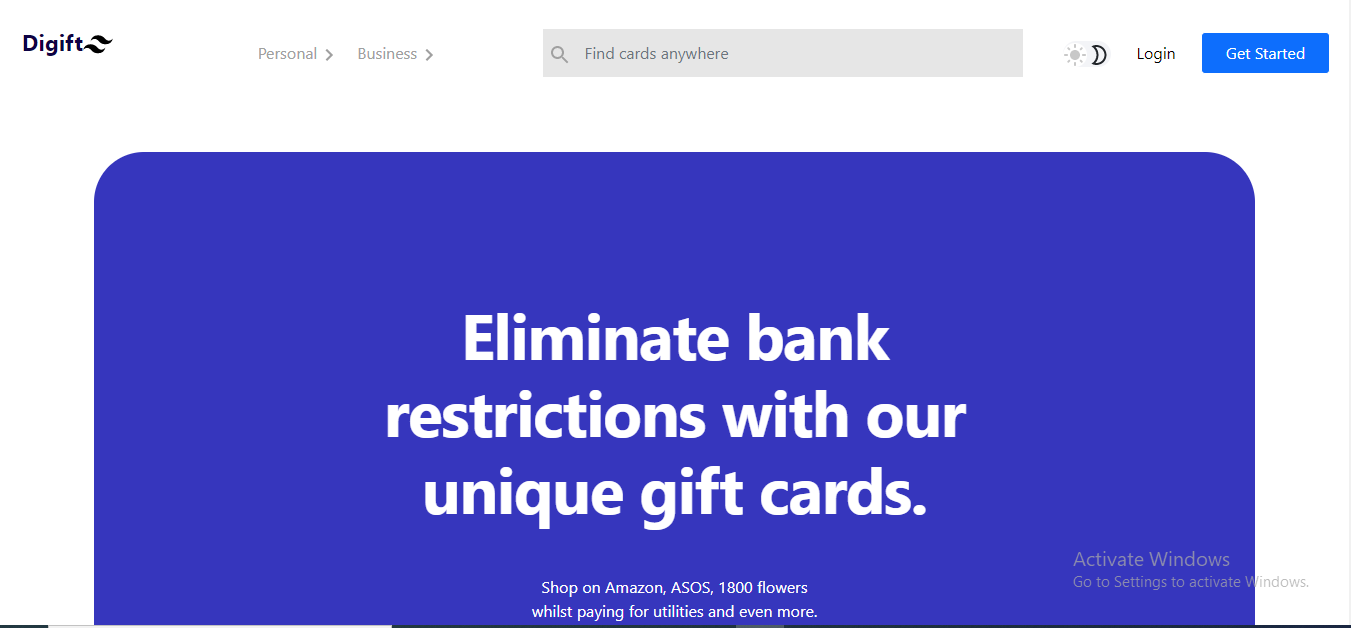 Digift
Personal
Business
Find cards anywhere
Login
Get Started
Eliminate bank
restrictions with our
unique gift cards.
Shop on Amazon, ASOS, 1800 flowers
whilst paying for utilities and even more.
Activate Windows
Go to Settings to activate Windows.